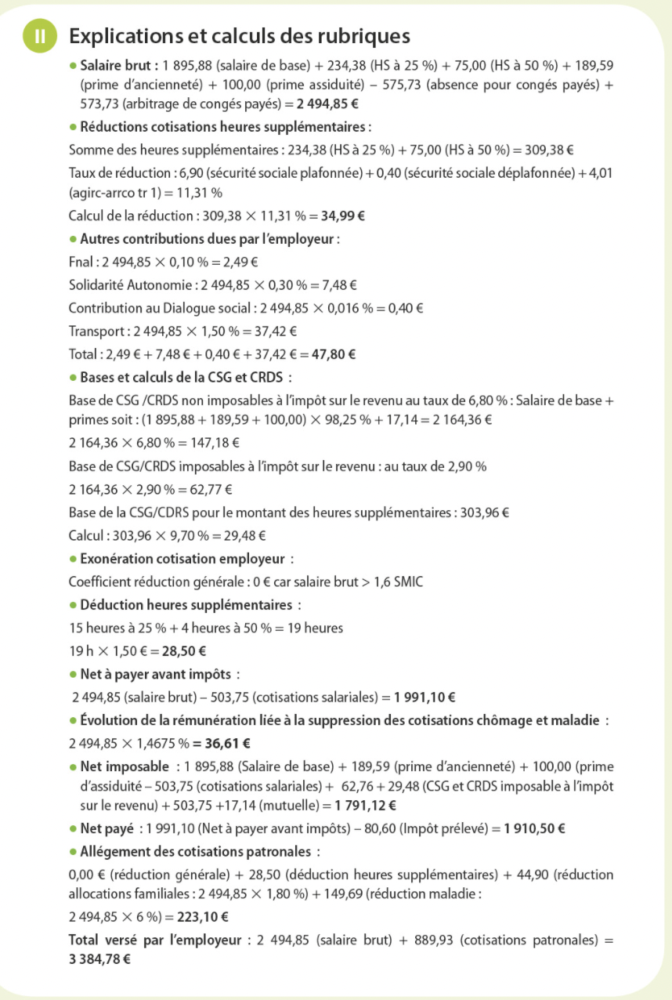 II Explications et calculs des rubriques
• Salaire brut : 1 895,88 (salaire de base) + 234,38 (HS à 25 %) + 75,00 (HS à 50 %) + 189,59
(prime d'ancienneté) + 100,00 (prime assiduité) – 575,73 (absence pour congés payés) +
573,73 (arbitrage de congés payés) = 2 494,85 €
• Réductions cotisations heures supplémentaires :
Somme des heures supplémentaires : 234,38 (HS à 25 %) + 75,00 (HS à 50 %) = 309,38 €
Taux de réduction : 6,90 (sécurité sociale plafonnée) + 0,40 (sécurité sociale déplafonnée) + 4,01
(agirc-arrco tr 1) = 11,31 %
Calcul de la réduction : 309,38 × 11,31 % = 34,99 €
• Autres contributions dues par l'employeur :
Fnal : 2 494,85 × 0,10 % = 2,49 €
Solidarité Autonomie : 2 494,85 × 0,30 % = 7,48 €
Contribution au Dialogue social : 2 494,85 × 0,016 % = 0,40 €
Transport : 2 494,85 × 1,50 % = 37,42 €
Total : 2,49 € + 7,48 € + 0,40 € + 37,42 € = 47,80 €
• Bases et calculs de la CSG et CRDS :
Base de CSG /CRDS non imposables à l'impôt sur le revenu au taux de 6,80 % : Salaire de base +
primes soit : (1 895,88 + 189,59 + 100,00) × 98,25 % + 17,14 = 2 164,36 €
2 164,36 × 6,80 % = 147,18 €
Base de CSG/CRDS imposables à l'impôt sur le revenu : au taux de 2,90 %
2 164,36 × 2,90 % = 62,77 €
Base de la CSG/CDRS pour le montant des heures supplémentaires : 303,96 €
Calcul : 303,96 × 9,70 % = 29,48 €
• Exonération cotisation employeur :
Coefficient réduction générale : 0 € car salaire brut > 1,6 SMIC
• Déduction heures supplémentaires :
15 heures à 25 % + 4 heures à 50 % = 19 heures
19 h × 1,50 € = 28,50 €
• Net à payer avant impôts :
2 494,85 (salaire brut) – 503,75 (cotisations salariales) = 1 991,10 €
• Évolution de la rémunération liée à la suppression des cotisations chômage et maladie :
2 494,85 × 1,4675 % = 36,61 €
• Net imposable : 1 895,88 (Salaire de base) + 189,59 (prime d'ancienneté) + 100,00 (prime
d'assiduité – 503,75 (cotisations salariales) + 62,76 + 29,48 (CSG et CRDS imposable à l'impôt
sur le revenu) + 503,75 +17,14 (mutuelle) = 1 791,12 €
• Net payé : 1 991,10 (Net à payer avant impôts) – 80,60 (Impôt prélevé) = 1 910,50 €
• Allégement des cotisations patronales :
0,00 € (réduction générale) + 28,50 (déduction heures supplémentaires) + 44,90 (réduction
allocations familiales : 2 494,85 × 1,80 %) + 149,69 (réduction maladie :
2 494,85 × 6 %) = 223,10 €
Total versé par l'employeur : 2 494,85 (salaire brut) + 889,93 (cotisations patronales) =
3 384,78 €